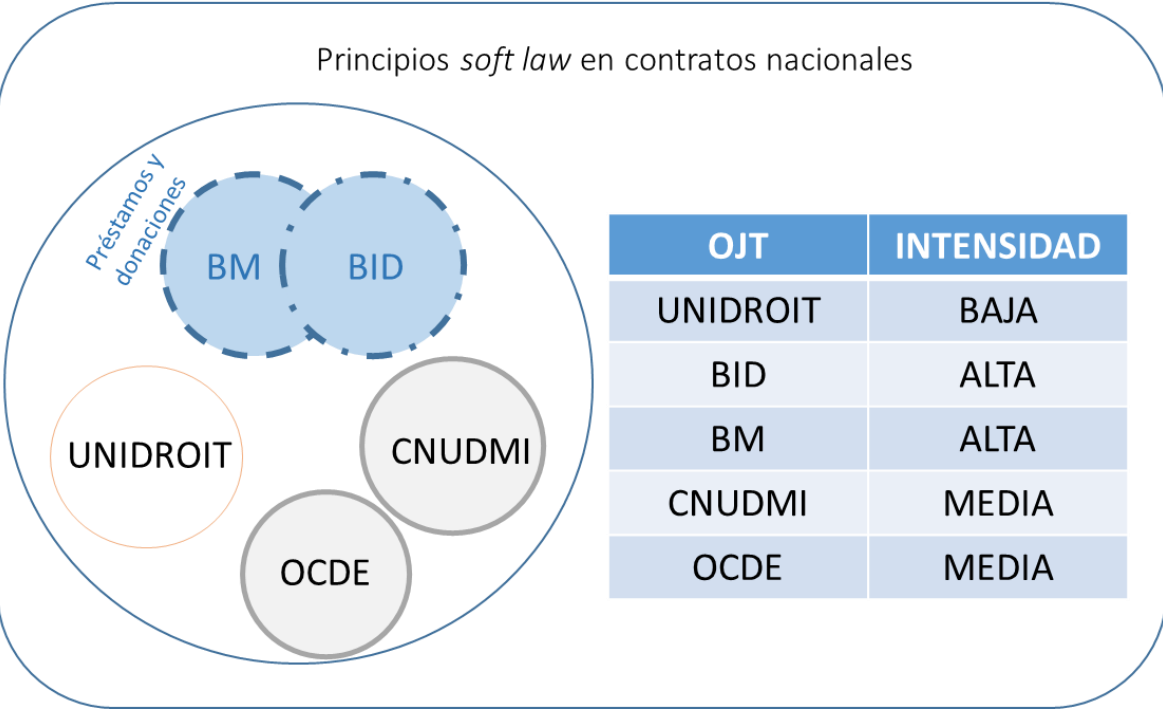 Principios soft law en contratos nacionales
Préstamos y
donaciones
BM
BID
UNIDROIT
CNUDMI
OCDE
OJT INTENSIDAD
UNIDROIT BAJA
BID ALTA
BM ALTA
CNUDMI MEDIA
OCDE MEDIA